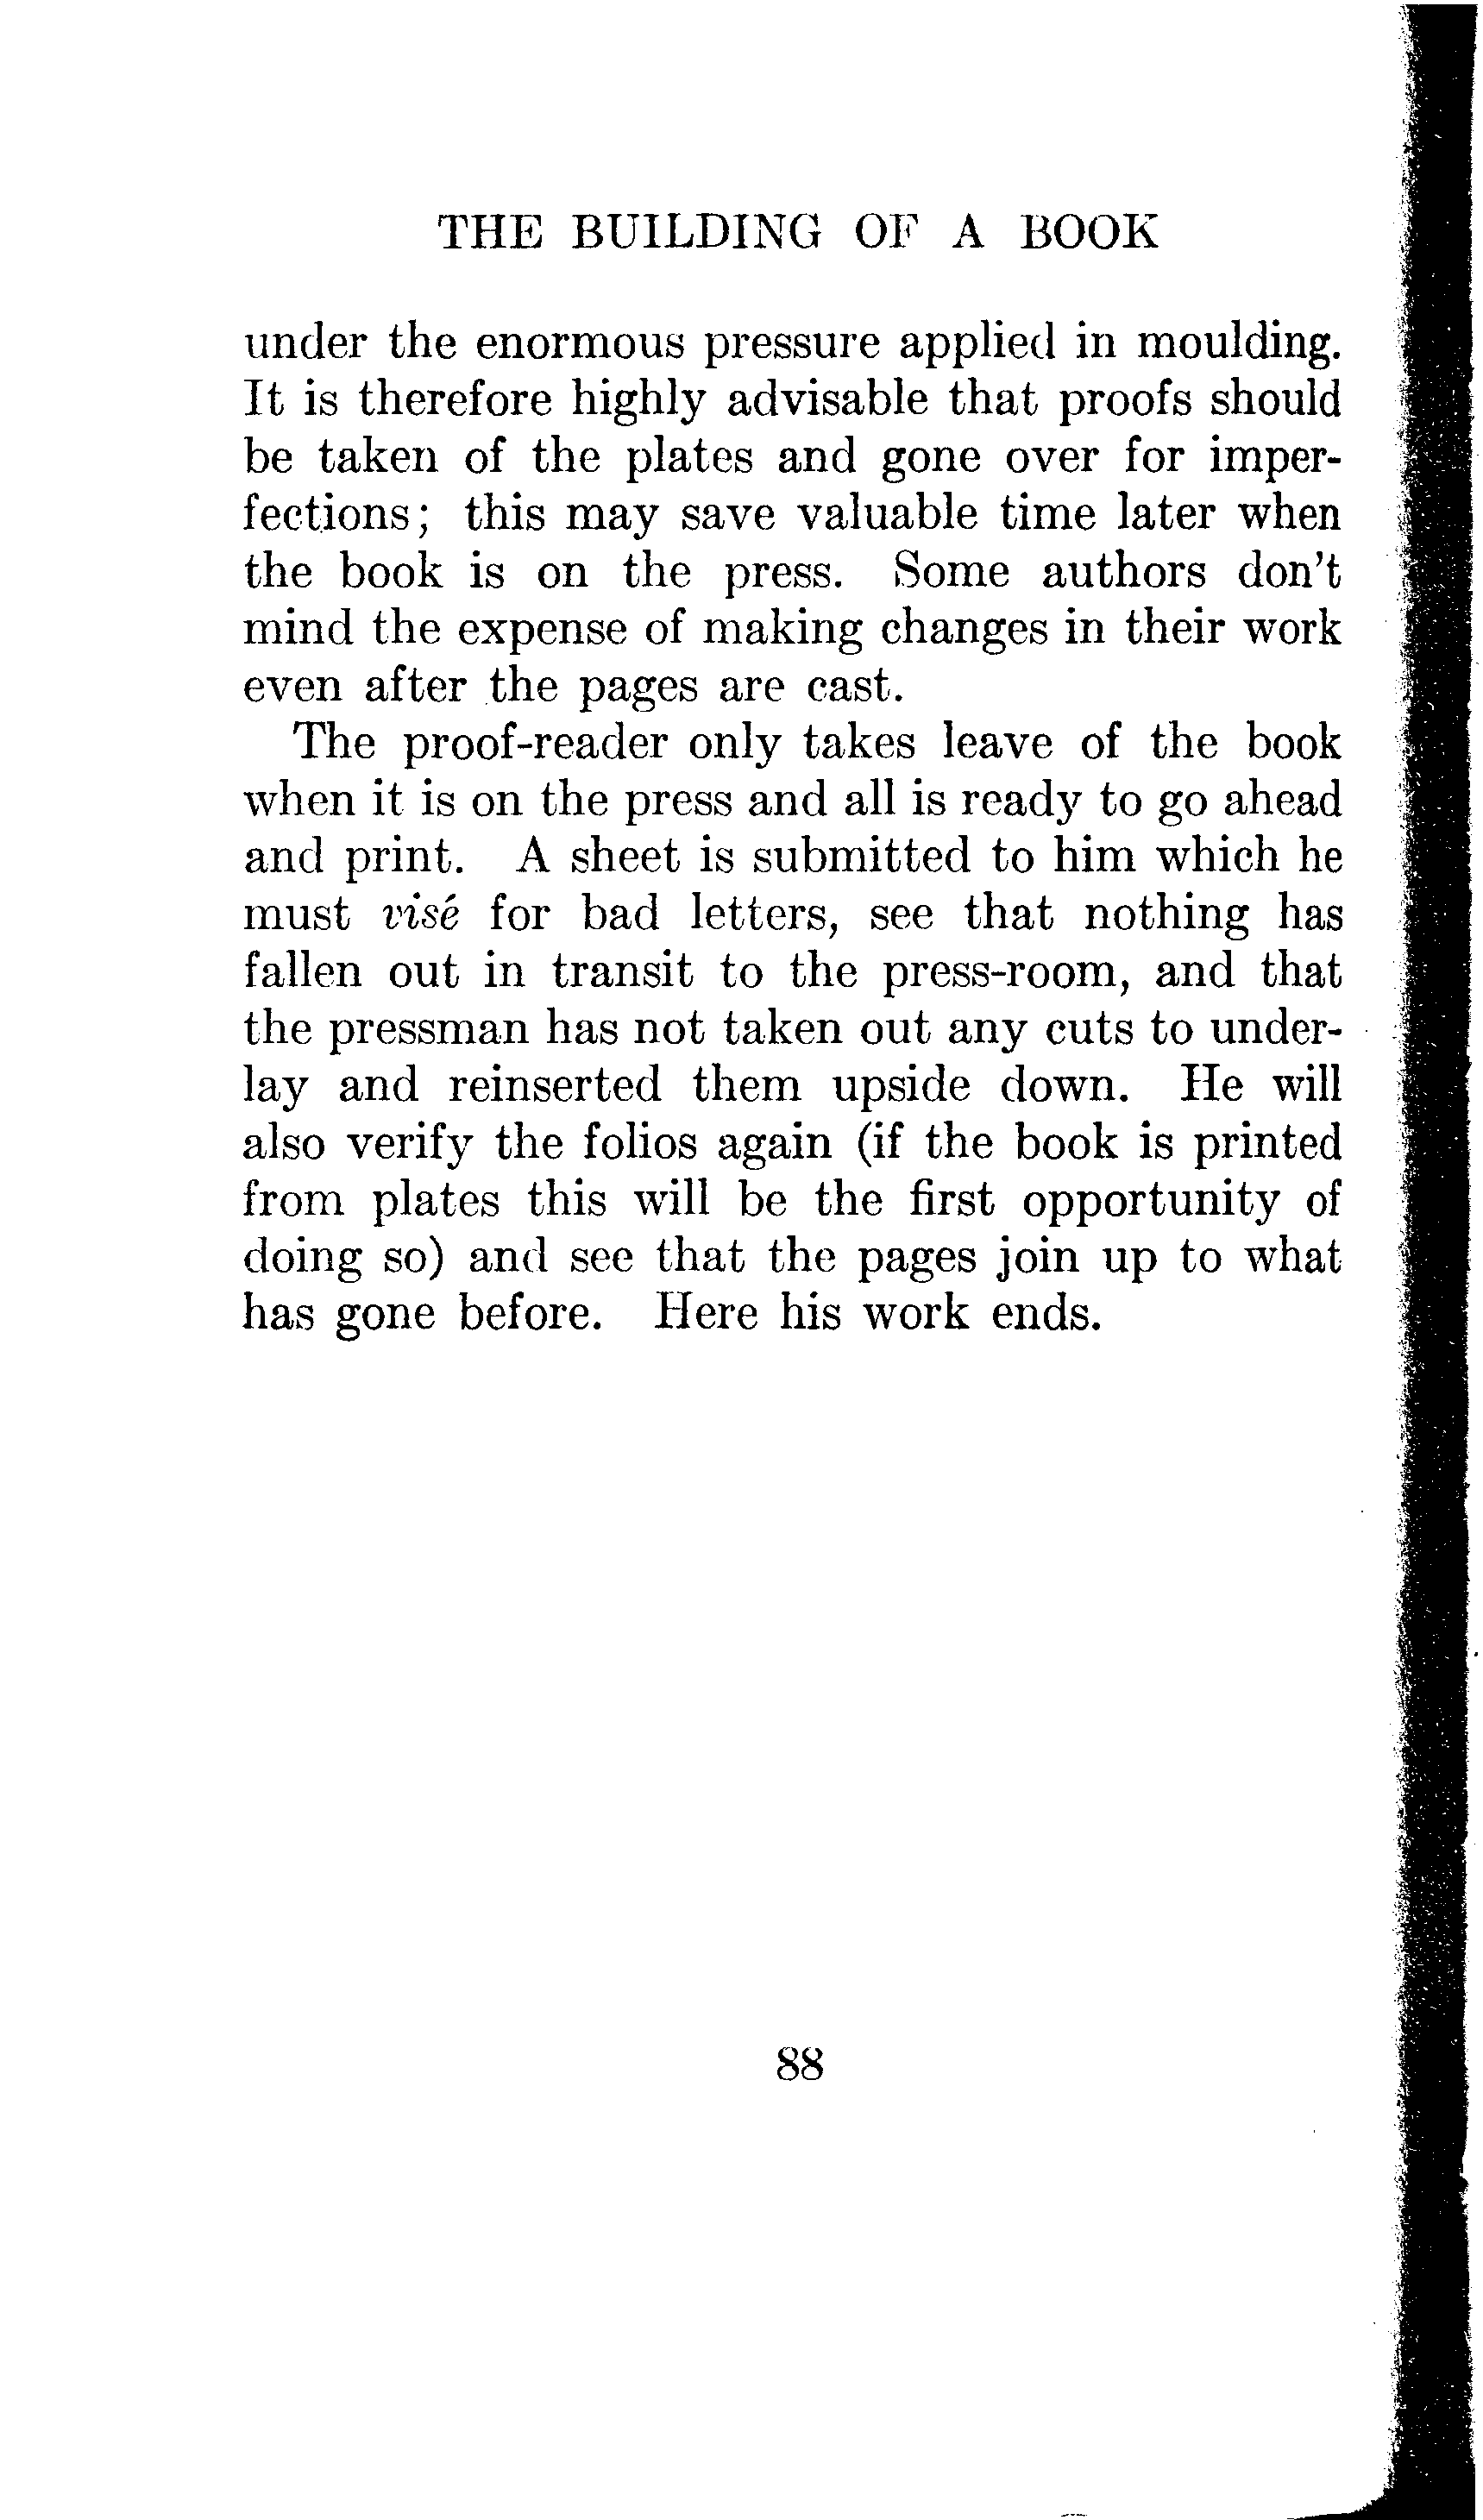 THE BUILDING OF A BOOK
under the enormous pressure applied in moulding.
It is therefore highly advisable that proofs should
be taken of the plates and gone over for imper-
fections; this may save valuable time later when
the book is on the press. Some authors don't
mind the expense of making changes in their work
even after the pages are cast.
The proof-reader only takes leave of the book
when it is on the press and all is ready to go ahead
and print. A sheet is submitted to him which he
must visé for bad letters, see that nothing has
fallen out in transit to the press-room, and that
the pressman has not taken out any cuts to under-
lay and reinserted them upside down. He will
also verify the folios again (if the book is printed
from plates this will be the first opportunity of
doing so) and see that the pages join up to what
has gone before. Here his work ends.
88